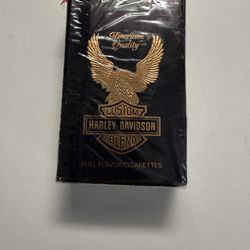 American
Quality
CUSTOM
HARLEY-DAVIDSON
BLEND
FULL FLAVOR CIGARETTES